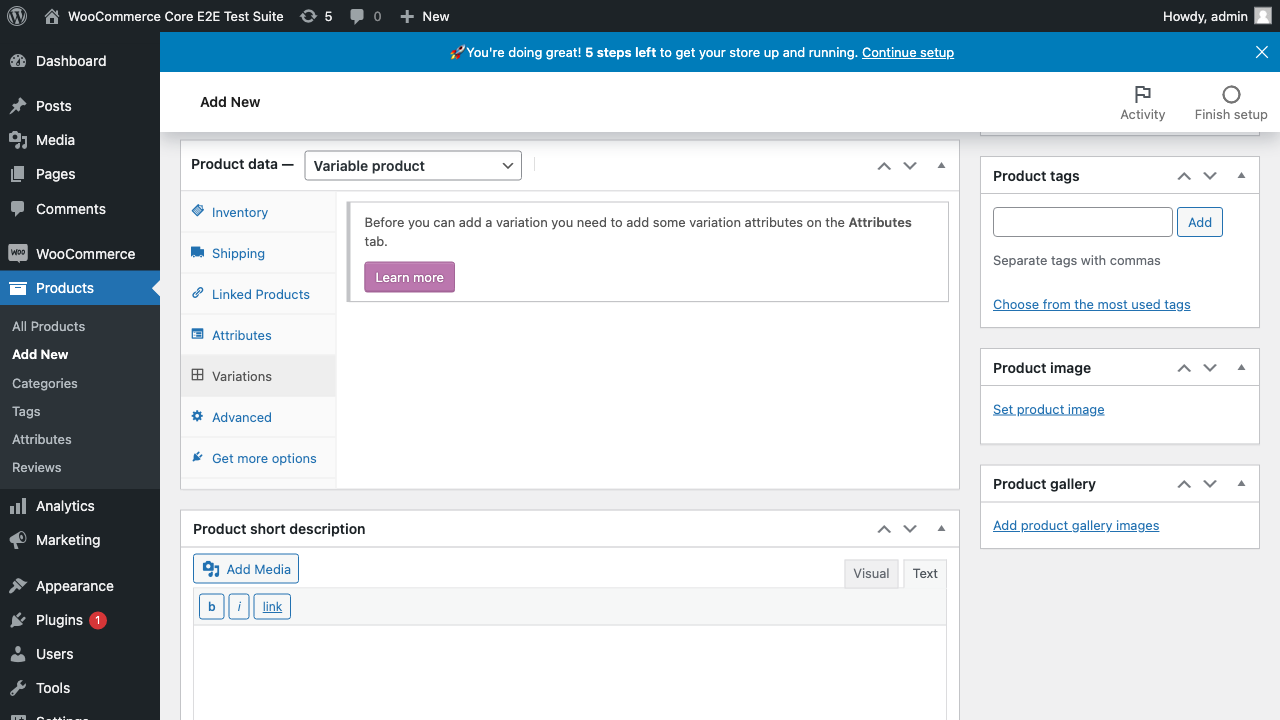 WooCommerce Core E2E Test Suite 5 0 New Howdy, admin
🚀You're doing great! 5 steps left to get your store up and running. Continue setup
Dashboard
Posts
Media
Pages
Comments
WooCommerce
Products
All Products
Add New
Categories
Tags
Attributes
Reviews
Analytics
Marketing
Appearance
Plugins 1
Users
Tools
Settings
Add New
Activity
Finish setup
Product data — Variable product
Inventory
Shipping
Linked Products
Attributes
Variations
Advanced
Get more options
Before you can add a variation you need to add some variation attributes on the Attributes
tab.
Learn more
Product short description
Add Media
Visual Text
b i link
Product tags
Add
Separate tags with commas
Choose from the most used tags
Product image
Set product image
Product gallery
Add product gallery images